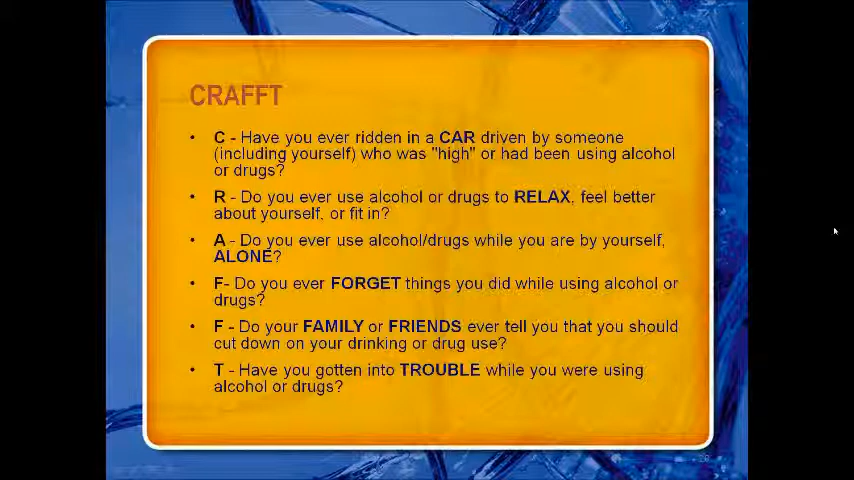 CRAFFT
• C - Have you ever ridden in a CAR driven by someone
(including yourself) who was "high" or had been using alcohol
or drugs?
• R - Do you ever use alcohol or drugs to RELAX, feel better
about yourself, or fit in?
• A - Do you ever use alcohol/drugs while you are by yourself,
ALONE?
• F- Do you ever FORGET things you did while using alcohol or
drugs?
• F - Do your FAMILY or FRIENDS ever tell you that you should
cut down on your drinking or drug use?
• T - Have you gotten into TROUBLE while you were using
alcohol or drugs?